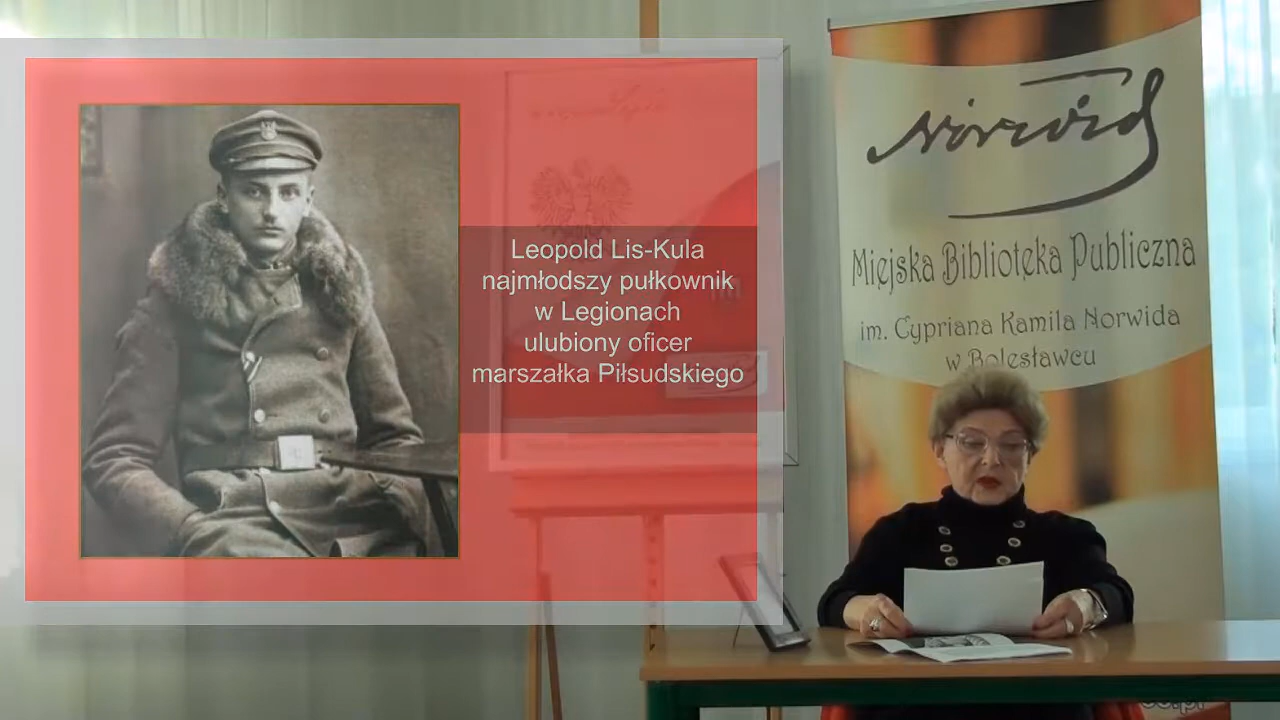 Leopold Lis-Kula
najmłodszy pułkownik
w Legionach
ulubiony oficer
marszałka Piłsudskiego
Norwid
Miejska Biblioteka Publiczna
im. Cypriana Kamila Norwida
w Bolesławcu